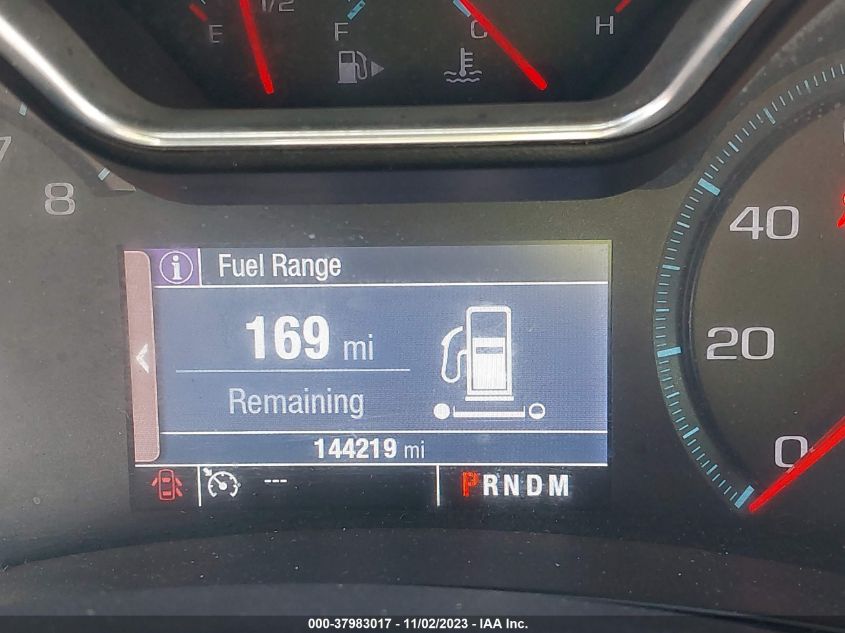 E 1/2 F C H
7
8
Fuel Range
169 mi
Remaining
144219 mi
--- PRNDM
40
20
0
000-37983017 - 11/02/2023 - IAA Inc.